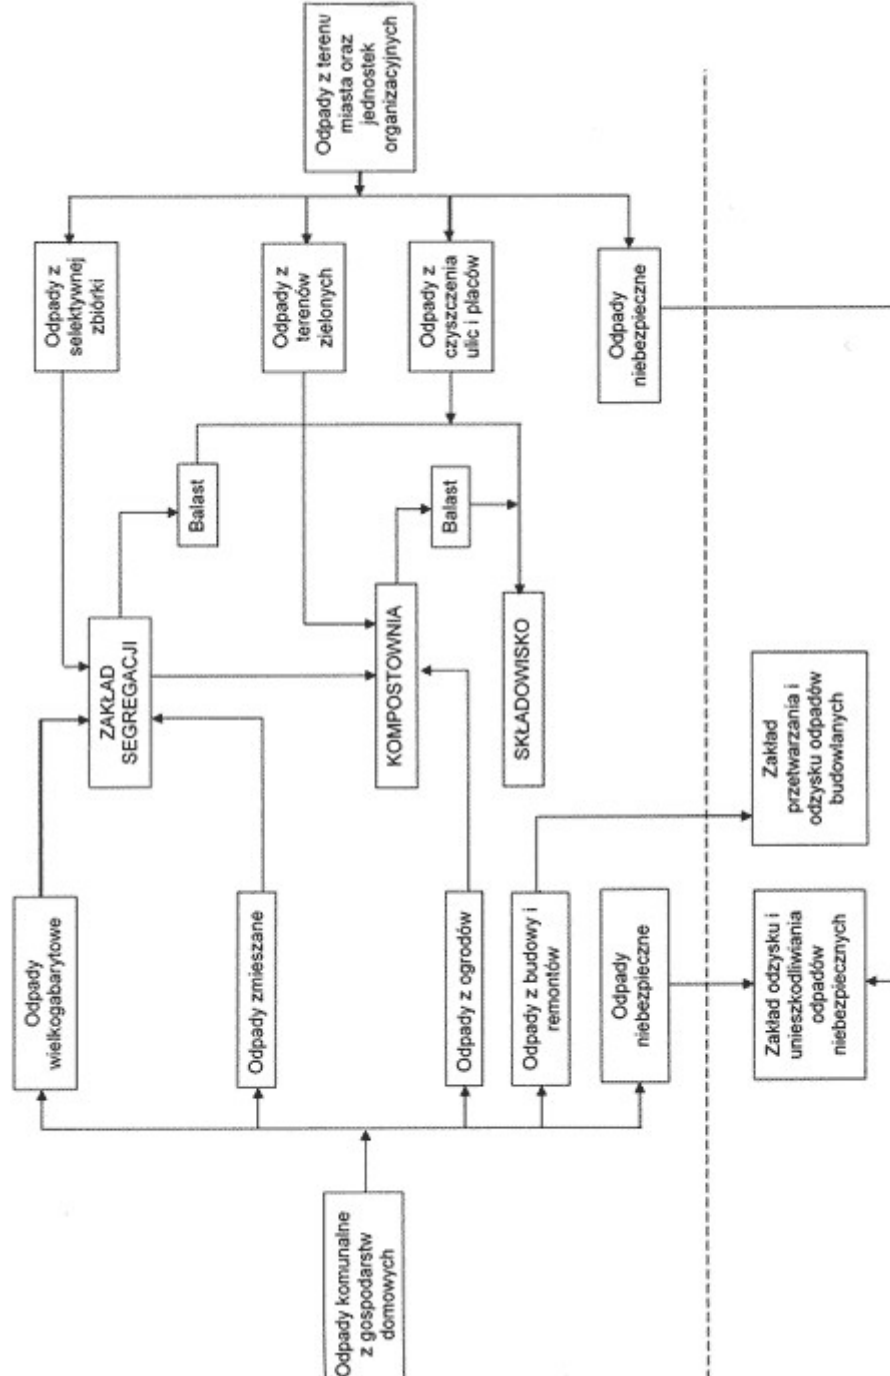 Odpady komunalne
z gospodarstw
domowych
Odpady
wielkogabarytowe
Odpady zmieszane
Odpady z ogrodów
Odpady z budowy i
remontów
Odpady
niebezpieczne
ZAKŁAD
SEGREGACJI
KOMPOSTOWNIA
SKŁADOWISKO
Balast
Balast
Odpady z
selektywnej
zbiórki
Odpady z
terenów
zielonych
Odpady z
czyszczenia
ulic i placów
Odpady
niebezpieczne
Odpady z terenu
miasta oraz
jednostek
organizacyjnych
Zakład odzysku i
unieszkodliwiania
odpadów
niebezpiecznych
Zakład
przetwarzania i
odzysku odpadów
budowlanych